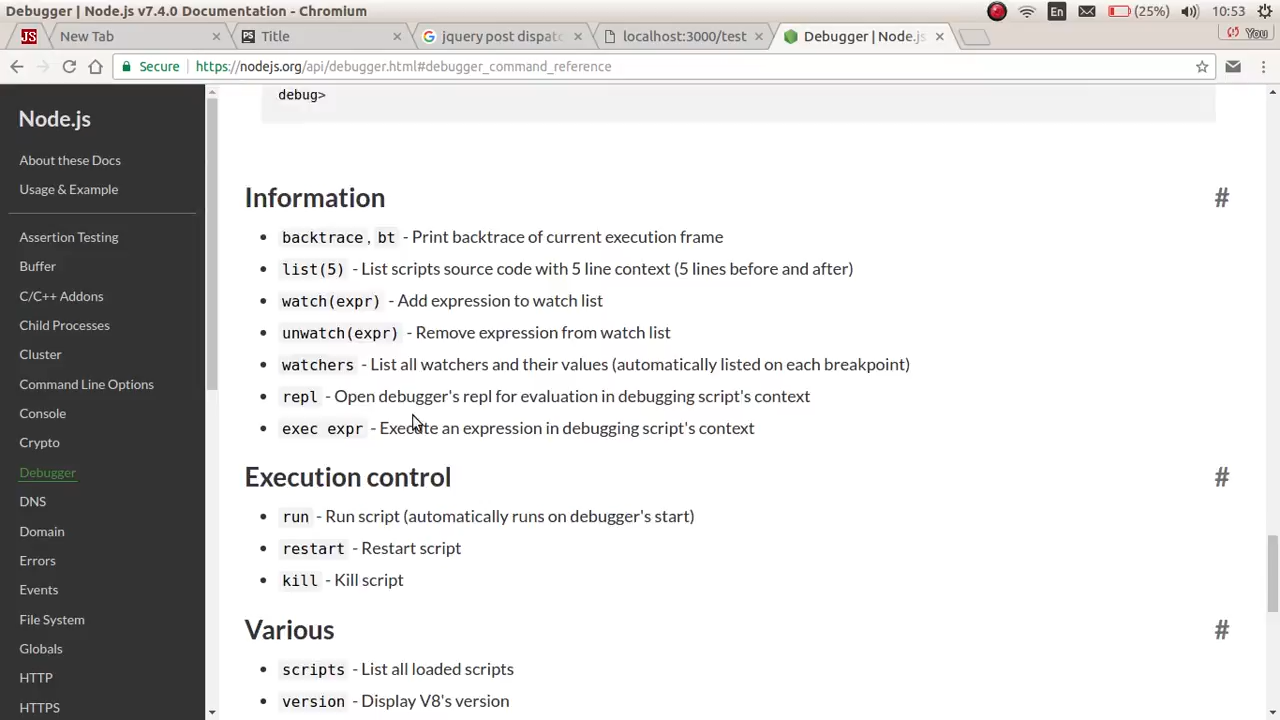 Debugger | Node.js v7.4.0 Documentation - Chromium
En
(25%)
10:53
JS
New Tab
PS
Title
G
jquery post dispatc
localhost:3000/test
Debugger | Node.js
You
Secure
https://nodejs.org/api/debugger.html#debugger_command_reference
Node.js
About these Docs
Usage & Example
Assertion Testing
Buffer
C/C++ Addons
Child Processes
Cluster
Command Line Options
Console
Crypto
Debugger
DNS
Domain
Errors
Events
File System
Globals
HTTP
HTTPS
debug>
Information #
backtrace, bt - Print backtrace of current execution frame
list(5) - List scripts source code with 5 line context (5 lines before and after)
watch(expr) - Add expression to watch list
unwatch(expr) - Remove expression from watch list
watchers - List all watchers and their values (automatically listed on each breakpoint)
repl - Open debugger's repl for evaluation in debugging script's context
exec expr - Execute an expression in debugging script's context
Execution control #
run - Run script (automatically runs on debugger's start)
restart - Restart script
kill - Kill script
Various #
scripts - List all loaded scripts
version - Display V8's version